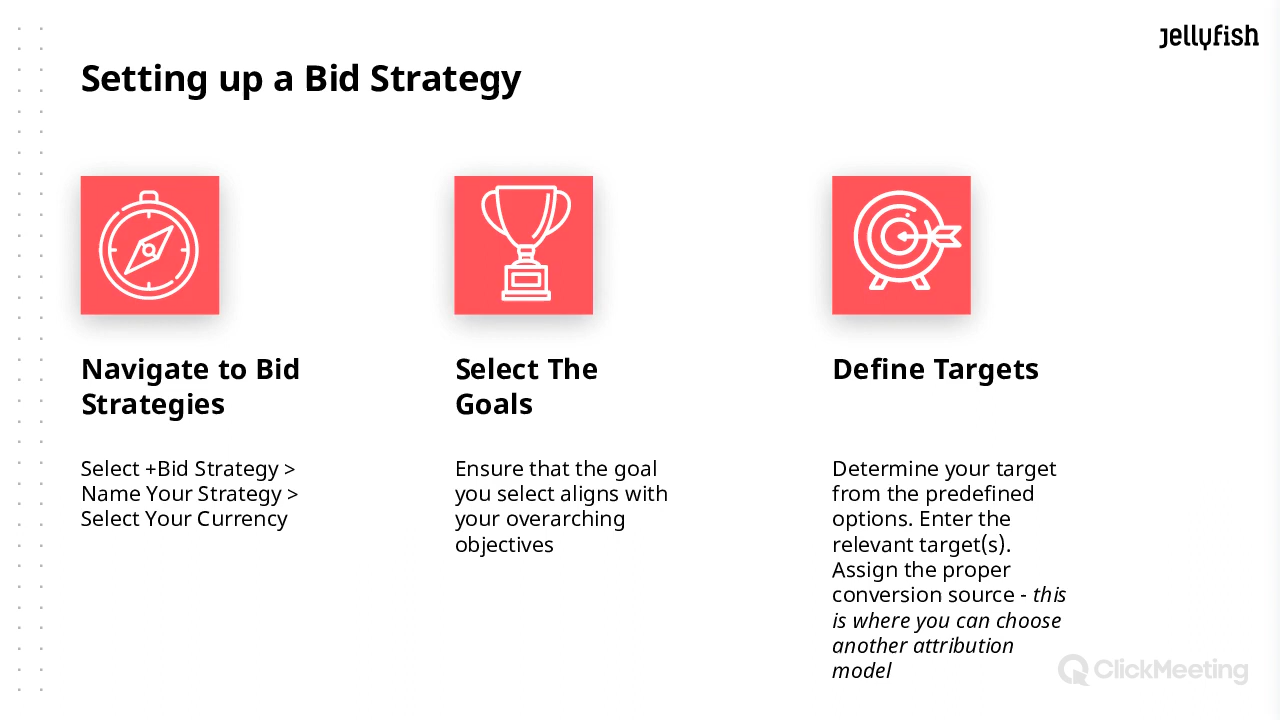 jellyfish
Setting up a Bid Strategy
Navigate to Bid
Strategies
Select +Bid Strategy >
Name Your Strategy >
Select Your Currency
Select The
Goals
Ensure that the goal
you select aligns with
your overarching
objectives
Define Targets
Determine your target
from the predefined
options. Enter the
relevant target(s).
Assign the proper
conversion source - this
is where you can choose
another attribution
model
ClickMeeting